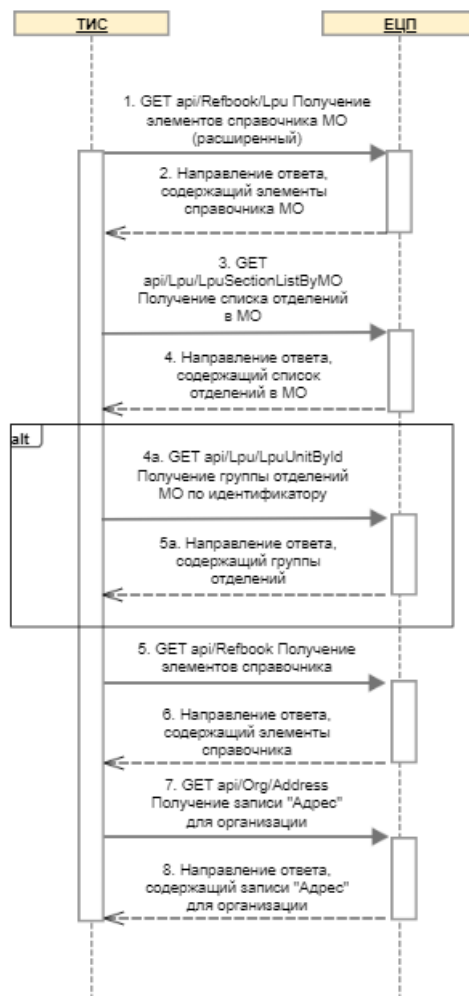 ТИС
ЕЦП
1. GET api/Refbook/Lpu Получение
элементов справочника МО
(расширенный)
2. Направление ответа,
содержащий элементы
справочника МО
3. GET
api/Lpu/LpuSectionListByMO
Получение списка отделений
в МО
4. Направление ответа,
содержащий список
отделений в МО
alt
4а. GET api/Lpu/LpuUnitById
Получение группы отделений
МО по идентификатору
5а. Направление ответа,
содержащий группы
отделений
5. GET api/Refbook Получение
элементов справочника
6. Направление ответа,
содержащий элементы
справочника
7. GET api/Org/Address
Получение записи "Адрес"
для организации
8. Направление ответа,
содержащий записи "Адрес"
для организации